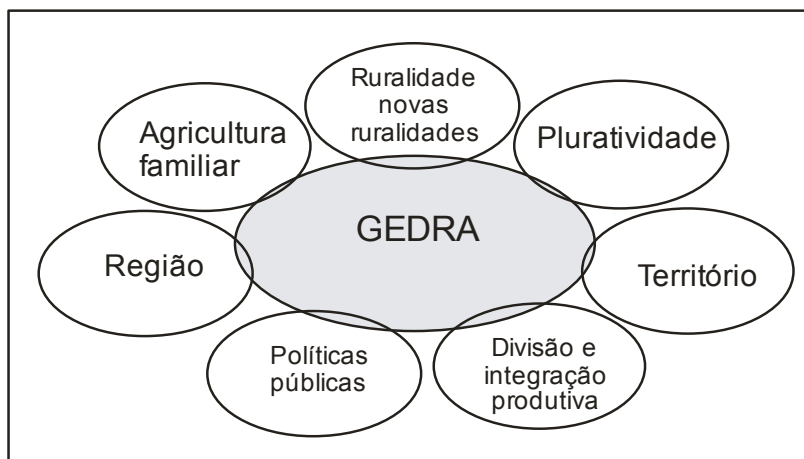 Ruralidade
novas
ruralidades
Agricultura
familiar
Pluratividade
GEDRA
Região
Território
Políticas
públicas
Divisão e
integração
produtiva